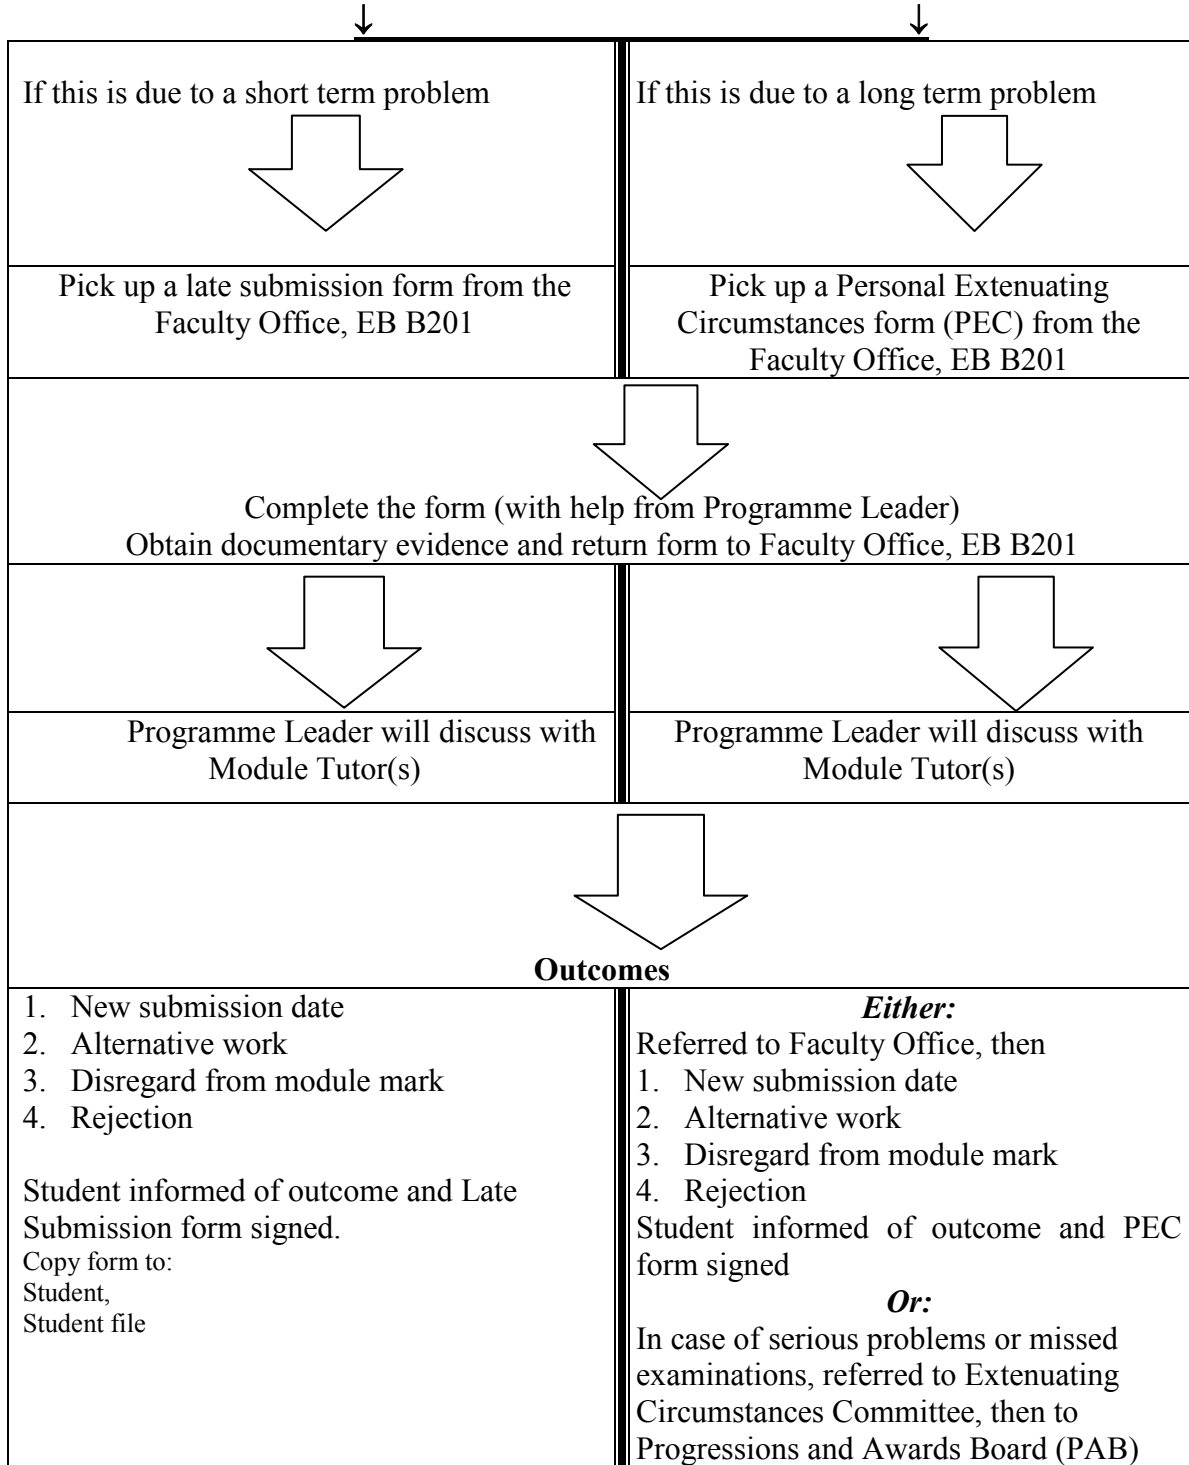 If this is due to a short term problem
If this is due to a long term problem
Pick up a late submission form from the
Faculty Office, EB B201
Pick up a Personal Extenuating
Circumstances form (PEC) from the
Faculty Office, EB B201
Complete the form (with help from Programme Leader)
Obtain documentary evidence and return form to Faculty Office, EB B201
Programme Leader will discuss with
Module Tutor(s)
Programme Leader will discuss with
Module Tutor(s)
Outcomes
1. New submission date
2. Alternative work
3. Disregard from module mark
4. Rejection
Student informed of outcome and Late
Submission form signed.
Copy form to:
Student,
Student file
Either:
Referred to Faculty Office, then
1. New submission date
2. Alternative work
3. Disregard from module mark
4. Rejection
Student informed of outcome and PEC
form signed
Or:
In case of serious problems or missed
examinations, referred to Extenuating
Circumstances Committee, then to
Progressions and Awards Board (PAB)